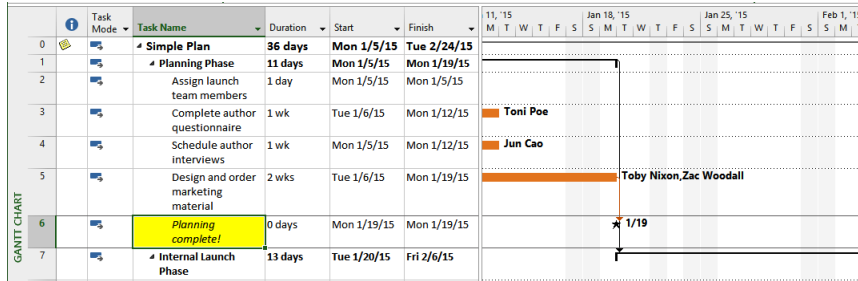 Task Mode Task Name Duration Start Finish 11, '15 Jan 18, '15 Jan 25, '15 Feb 1, '1
M T W T F S S M T W T F S S M T W T F S S M
0 Simple Plan 36 days Mon 1/5/15 Tue 2/24/15
1 Planning Phase 11 days Mon 1/5/15 Mon 1/19/15
2 Assign launch team members 1 day Mon 1/5/15 Mon 1/5/15
3 Complete author questionnaire 1 wk Tue 1/6/15 Mon 1/12/15 Toni Poe
4 Schedule author interviews 1 wk Mon 1/5/15 Mon 1/12/15 Jun Cao
5 Design and order marketing material 2 wks Tue 1/6/15 Mon 1/19/15 Toby Nixon,Zac Woodall
6 Planning complete! 0 days Mon 1/19/15 Mon 1/19/15 1/19
7 Internal Launch Phase 13 days Tue 1/20/15 Fri 2/6/15
GANTT CHART